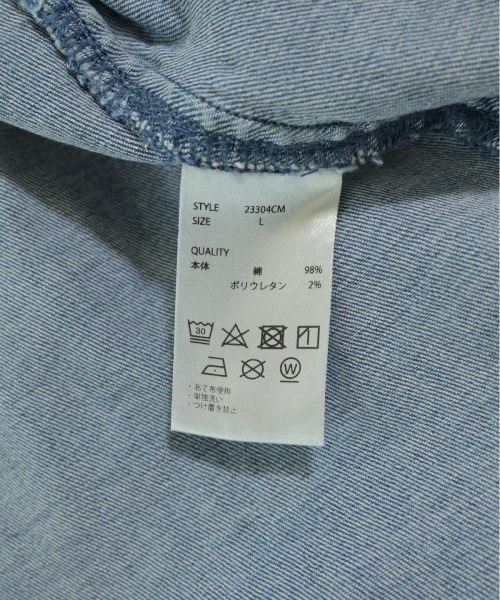 STYLE 23304CM
SIZE L
QUALITY
本体 綿 98%
ポリウレタン 2%
30
W
・あて布使用
・単独洗い
・つけ置き禁止